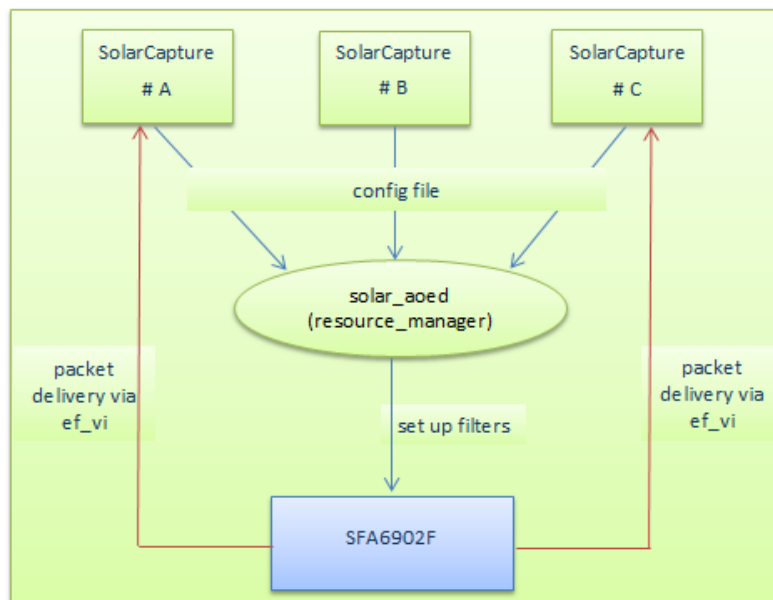 SolarCapture
# A
SolarCapture
# B
SolarCapture
# C
config file
solar_aoed
(resource_manager)
packet
delivery via
ef_vi
set up filters
packet
delivery via
ef_vi
SFA6902F